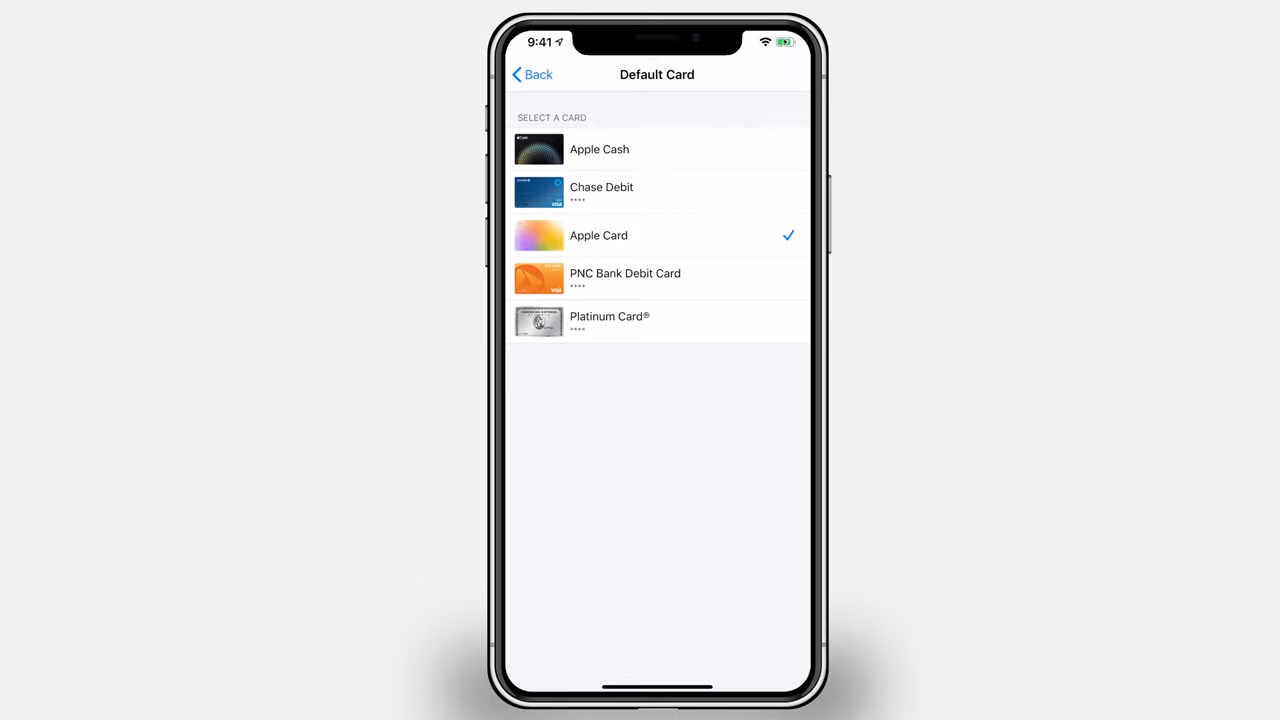 9:41
Back
Default Card
SELECT A CARD
Apple Cash
Chase Debit
••••
Apple Card
PNC Bank Debit Card
••••
VISA
Platinum Card®
••••